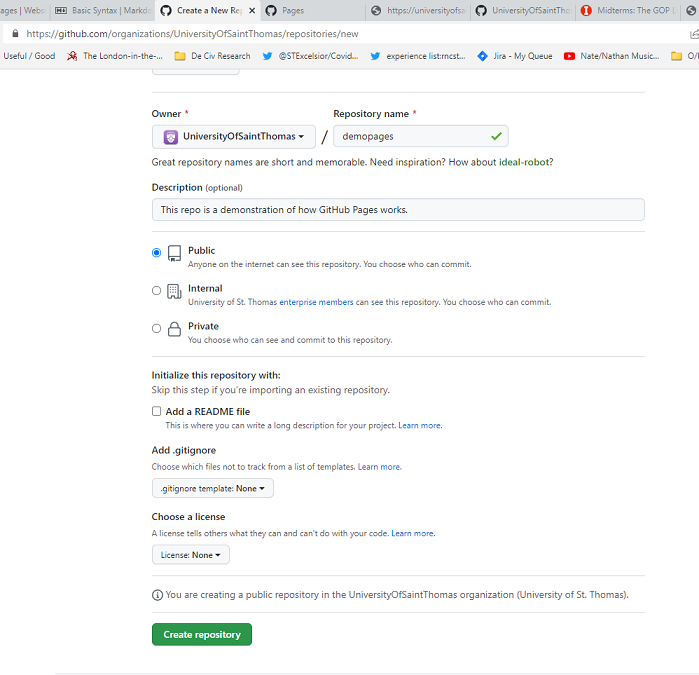 ages | Webs
Basic Syntax | Markdo
Create a New Rep
Pages
https://universityofsa
UniversityOfSaintTho
Midterms: The GOP
https://github.com/organizations/UniversityOfSaintThomas/repositories/new
Useful / Good
The London-in-the-...
De Civ Research
@STExcelsior/Covid...
experience list:rncst...
Jira - My Queue
Nate/Nathan Music...
O/
Owner *
Repository name *
UniversityOfSaintThomas
/
demopages
Great repository names are short and memorable. Need inspiration? How about ideal-robot?
Description (optional)
This repo is a demonstration of how GitHub Pages works.
Public
Anyone on the internet can see this repository. You choose who can commit.
Internal
University of St. Thomas enterprise members can see this repository. You choose who can commit.
Private
You choose who can see and commit to this repository.
Initialize this repository with:
Skip this step if you're importing an existing repository.
Add a README file
This is where you can write a long description for your project. Learn more.
Add .gitignore
Choose which files not to track from a list of templates. Learn more.
.gitignore template: None
Choose a license
A license tells others what they can and can't do with your code. Learn more.
License: None
You are creating a public repository in the UniversityOfSaintThomas organization (University of St. Thomas).
Create repository